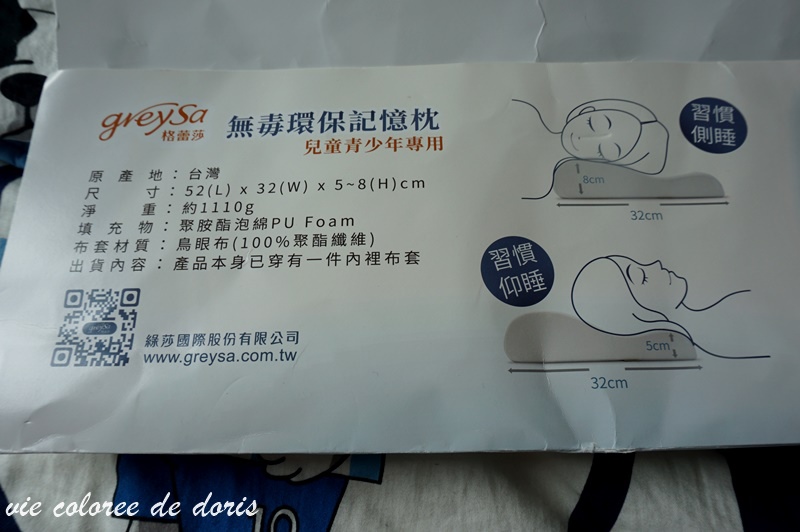 greySa
格蕾莎
無毒環保記憶枕
兒童青少年專用
原產地：台灣
尺寸：52(L) x 32(W) x 5~8(H)cm
淨重：約1110g
填充物：聚胺酯泡綿PU Foam
布套材質：鳥眼布(100%聚酯纖維)
出貨內容：產品本身已穿有一件內裡布套
綠莎國際股份有限公司
www.greysa.com.tw
習慣
側睡
8cm
32cm
習慣
仰睡
5cm
32cm
vie coloree de doris
10